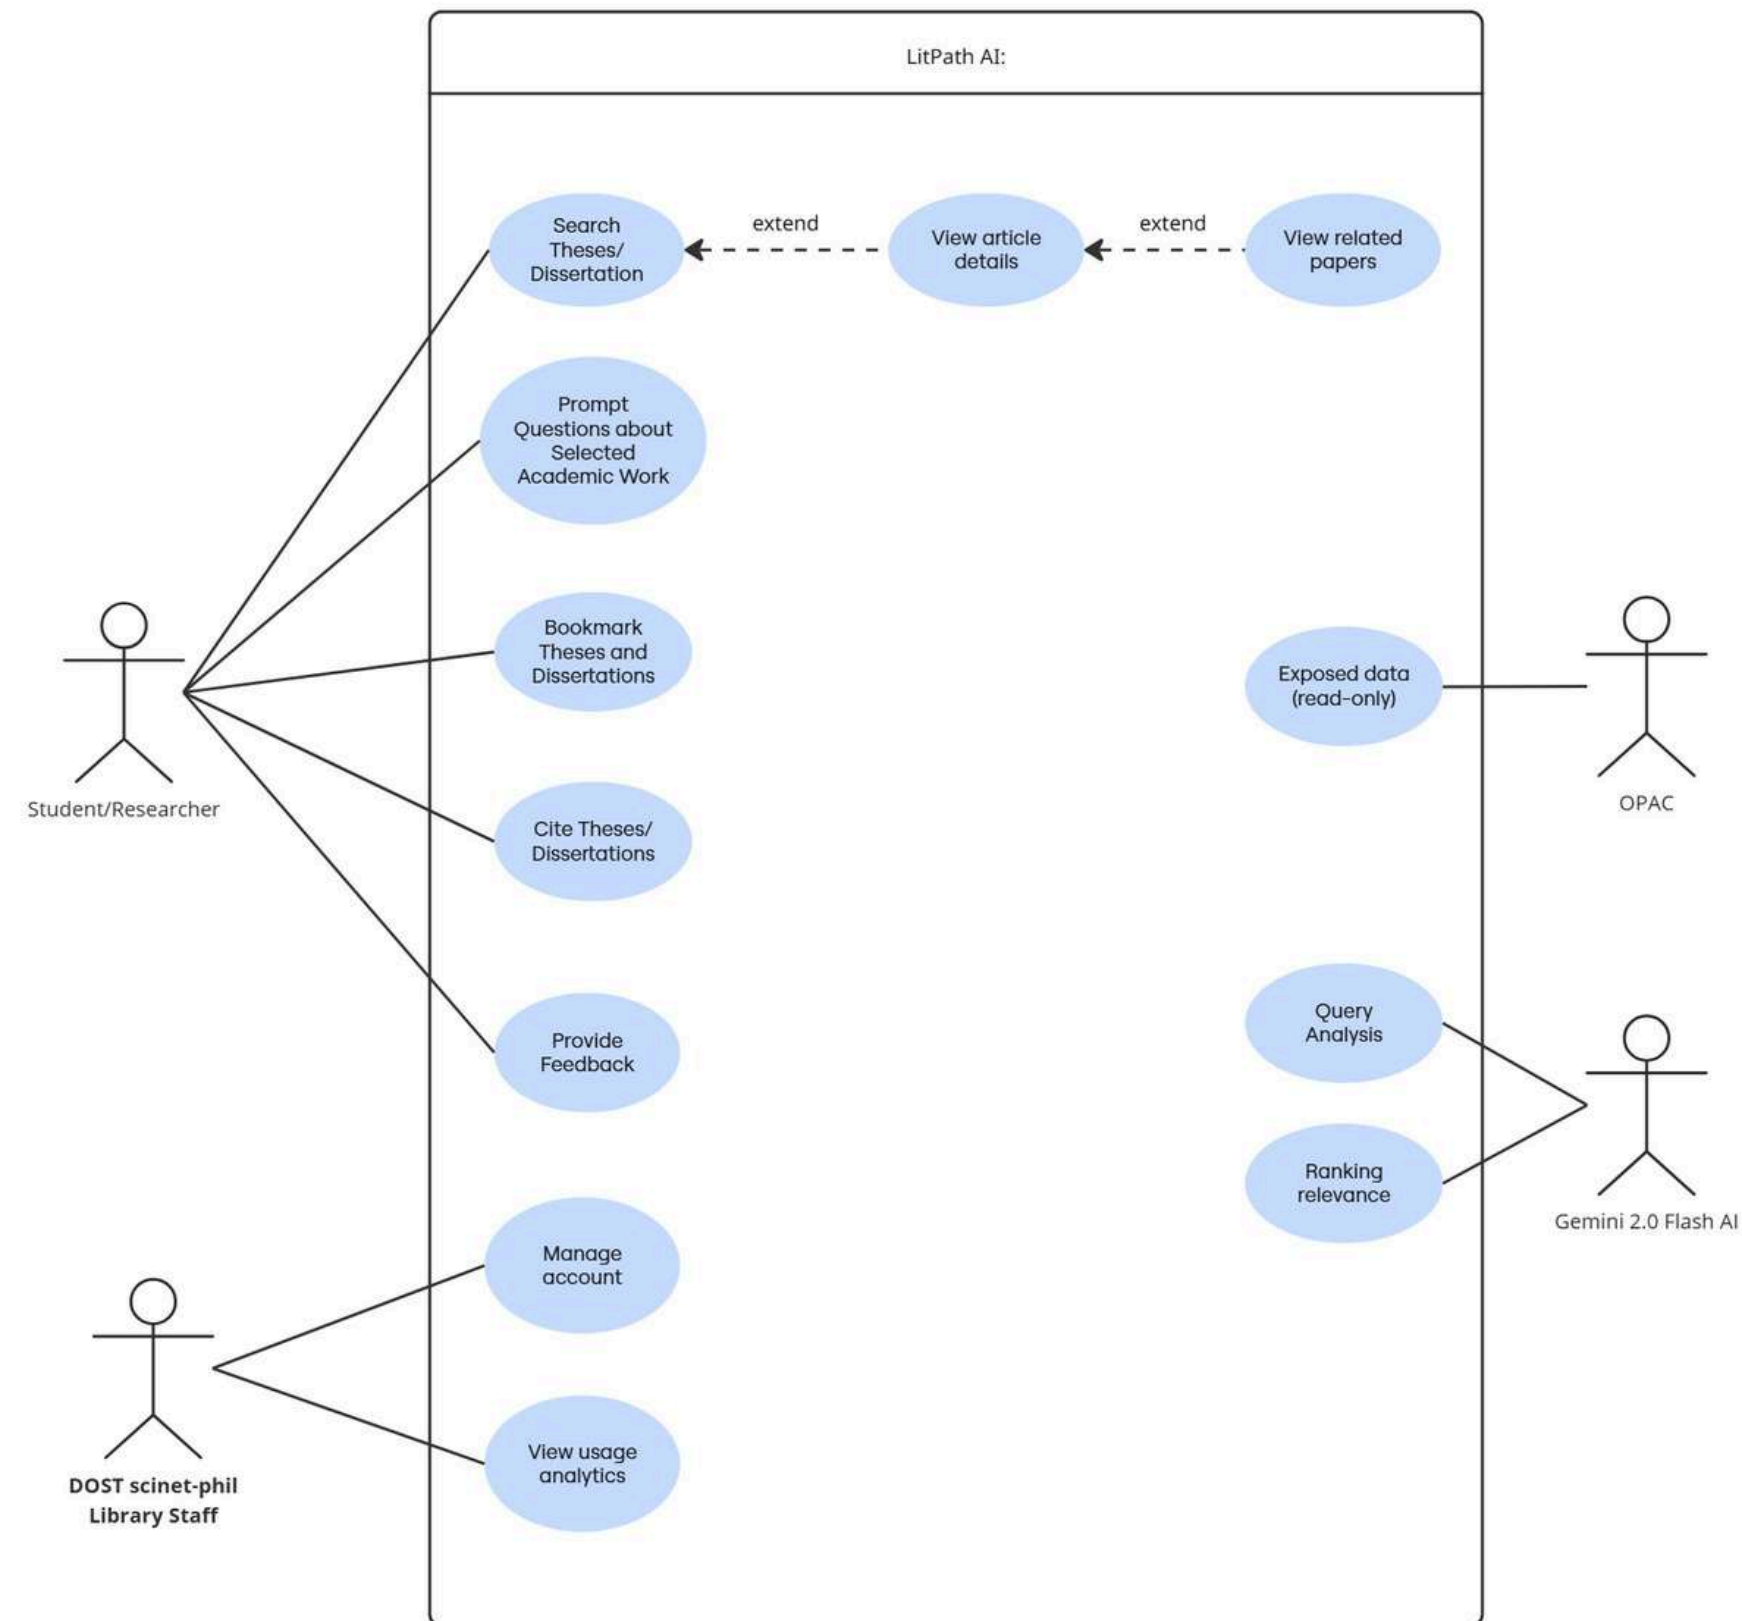 LitPath AI:
Search
Theses/
Dissertation
extend
View article
details
extend
View related
papers
Prompt
Questions about
Selected
Academic Work
Bookmark
Theses and
Dissertations
Exposed data
(read-only)
Student/Researcher
OPAC
Cite Theses/
Dissertations
Provide
Feedback
Query
Analysis
Ranking
relevance
Gemini 2.0 Flash AI
Manage
account
View usage
analytics
DOST scinet-phil
Library Staff